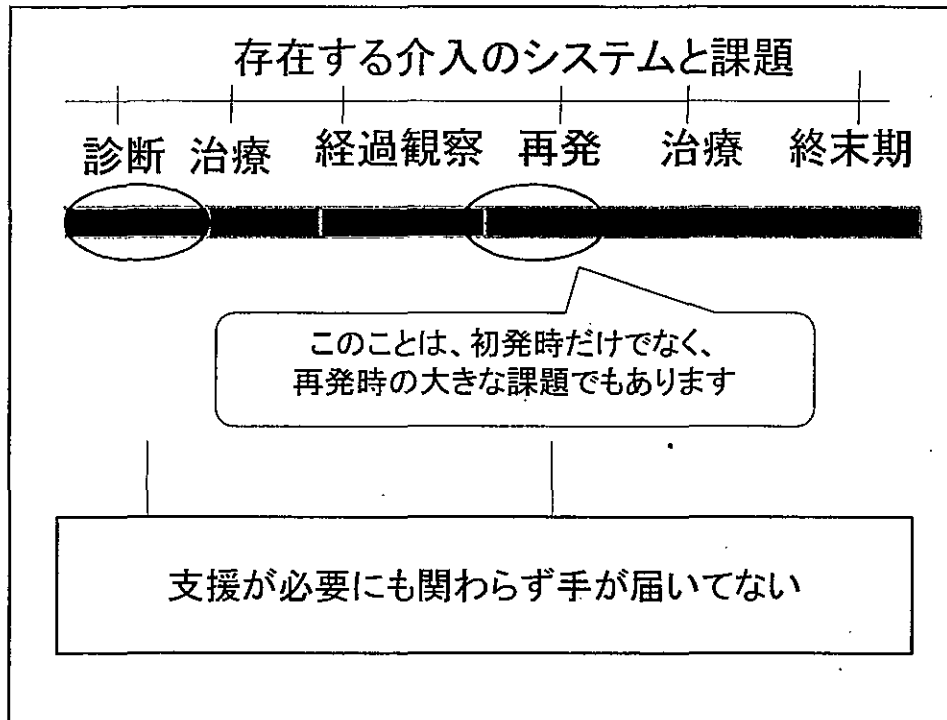 存在する介入のシステムと課題
診断 治療 経過観察 再発 治療 終末期
このことは、初発時だけでなく、
再発時の大きな課題でもあります
支援が必要にも関わらず手が届いてない